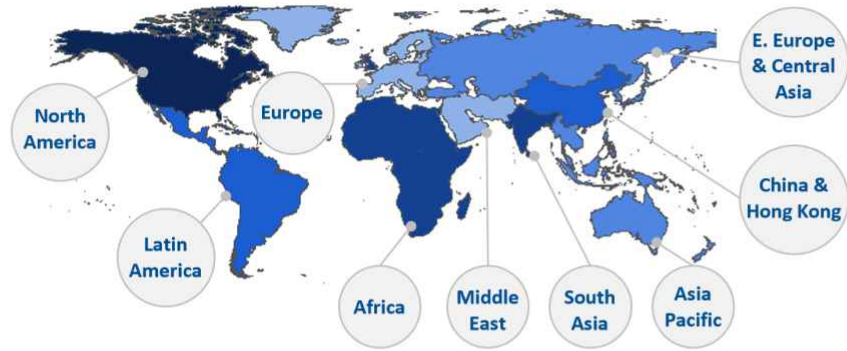 North
America
Europe
E. Europe
& Central
Asia
China &
Hong Kong
Latin
America
Africa
Middle
East
South
Asia
Asia
Pacific